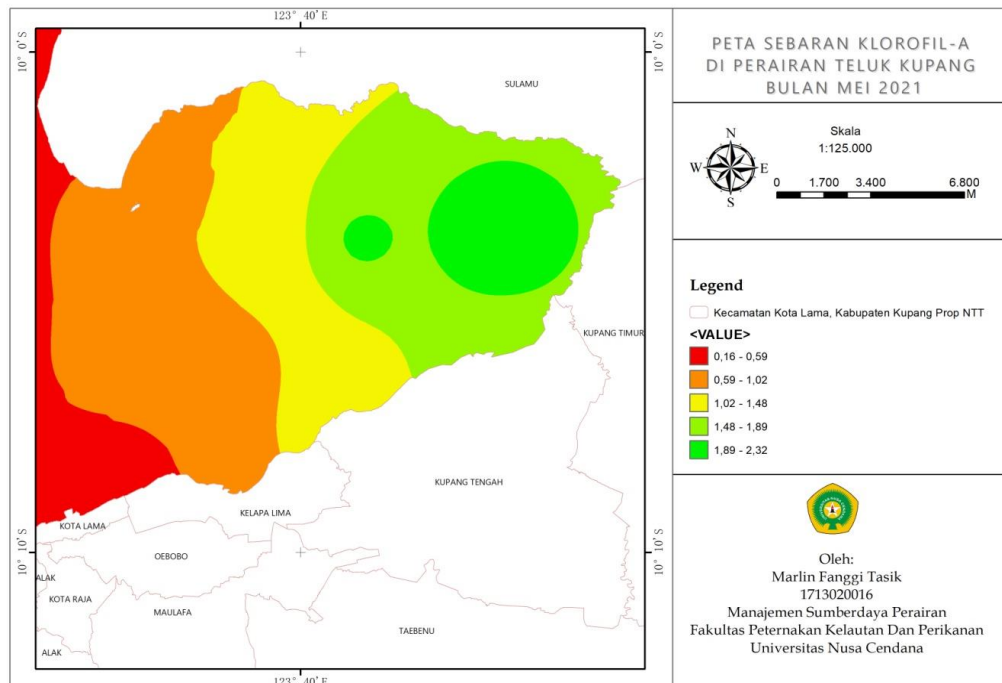 123° 40' E
10° 0'S
10° 0'S
SULAMU
KUPANG TIMUR
KUPANG TENGAH
KELAPA LIMA
KOTA LAMA
OEBOBO
ALAK
KOTA RAJA
MAULAFA
TAEBENU
ALAK
10° 10'S
10° 10'S
123° 40' E
PETA SEBARAN KLOROFIL-A
DI PERAIRAN TELUK KUPANG
BULAN MEI 2021
N
W E
S
Skala
1:125.000
0 1.700 3.400 6.800
M
Legend
Kecamatan Kota Lama, Kabupaten Kupang Prop NTT
<VALUE>
0,16 - 0,59
0,59 - 1,02
1,02 - 1,48
1,48 - 1,89
1,89 - 2,32
Oleh:
Marlin Fanggi Tasik
1713020016
Manajemen Sumberdaya Perairan
Fakultas Peternakan Kelautan Dan Perikanan
Universitas Nusa Cendana